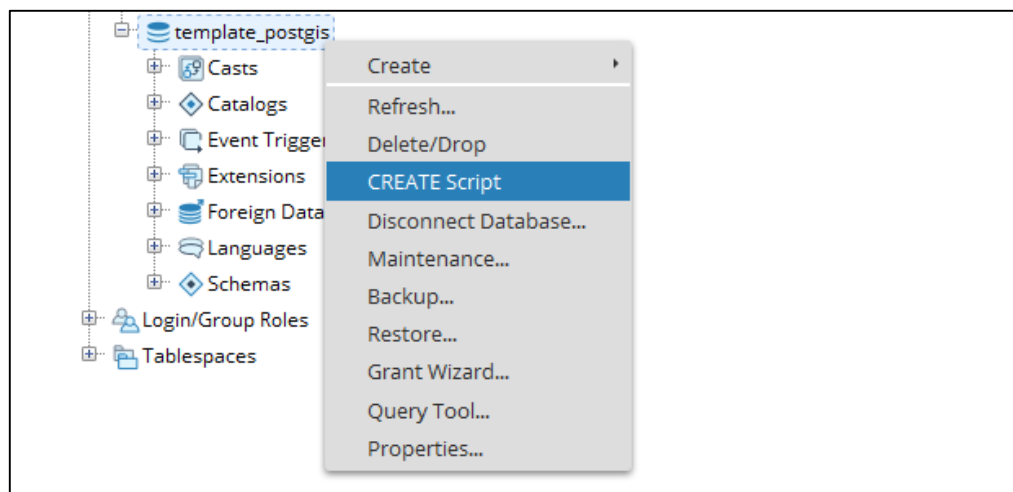 template_postgis
Casts
Catalogs
Event Trigger
Extensions
Foreign Data
Languages
Schemas
Login/Group Roles
Tablespaces
Create
Refresh...
Delete/Drop
CREATE Script
Disconnect Database...
Maintenance...
Backup...
Restore...
Grant Wizard...
Query Tool...
Properties...